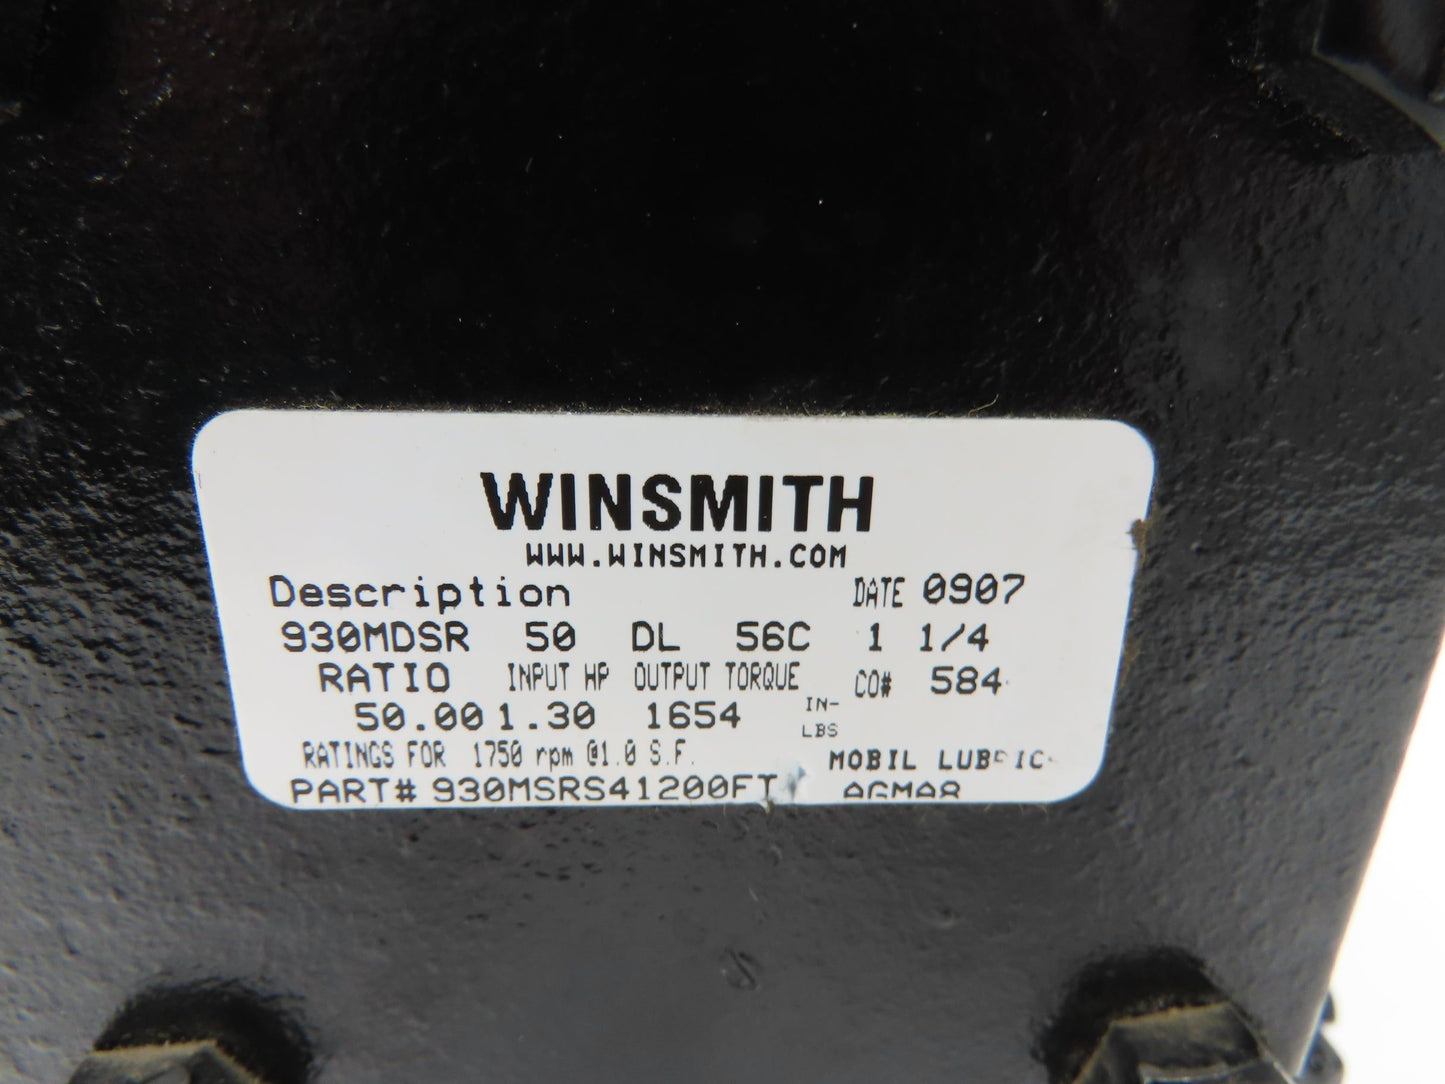 WINSMITH
WWW.WINSMITH.COM
Description DATE 0907
930MDSR 50 DL 56C 1 1/4
RATIO INPUT HP OUTPUT TORQUE CO# 584
50.00 1.30 1654 IN-LBS
RATINGS FOR 1750 rpm @1.0 S.F. MOBIL
PART# 930MSRS41200FT